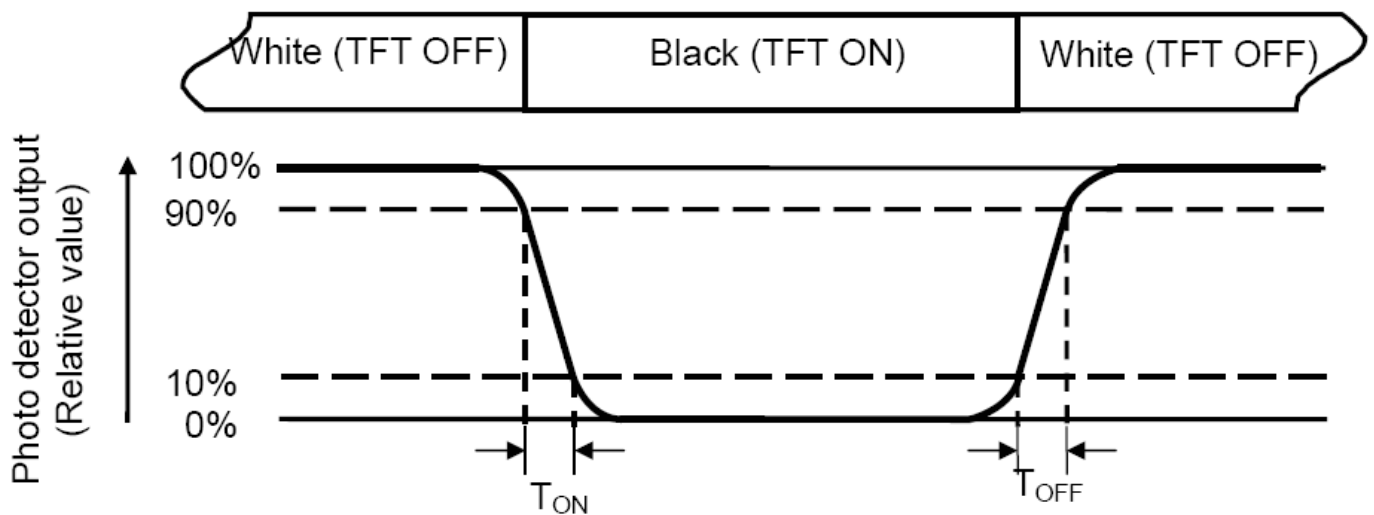 White (TFT OFF)
Black (TFT ON)
White (TFT OFF)
Photo detector output
(Relative value)
100%
90%
10%
0%
TON
TOFF